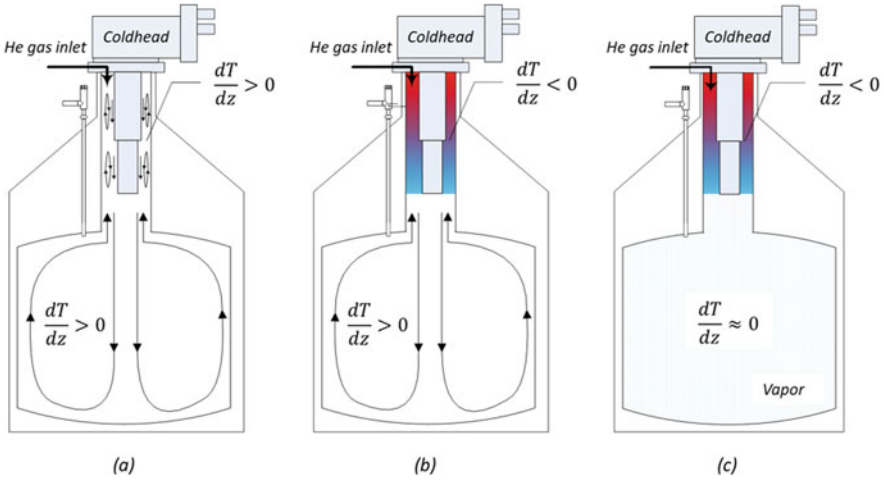 Coldhead
He gas inlet
dT/dz > 0
dT/dz > 0
(a)
Coldhead
He gas inlet
dT/dz < 0
dT/dz > 0
(b)
Coldhead
He gas inlet
dT/dz < 0
dT/dz ≈ 0
Vapor
(c)